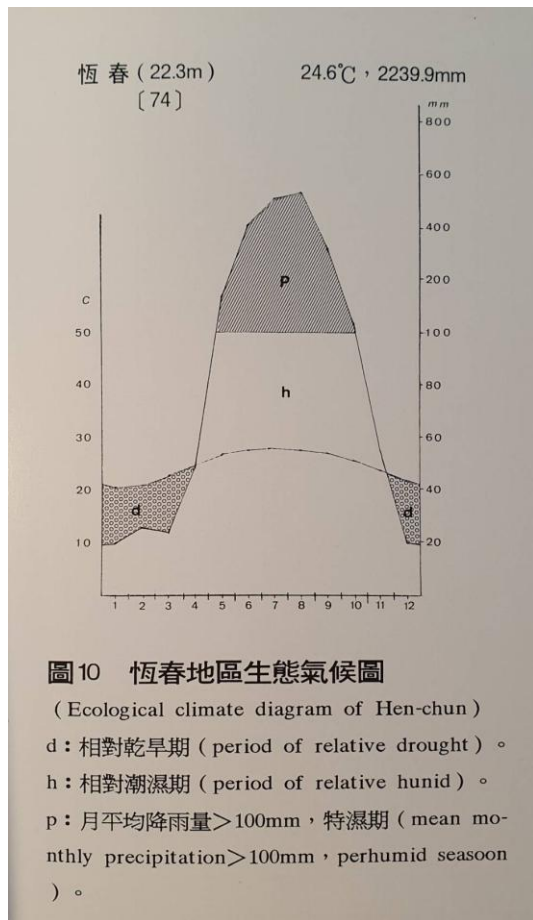 恆春(22.3m) 24.6℃,2239.9mm
〔74〕
mm
800
600
400
200
C
50
100
40
80
30
60
20
40
10
20
p
h
d
d
1 2 3 4 5 6 7 8 9 10 11 12
圖10 恆春地區生態氣候圖
(Ecological climate diagram of Hen-chun)
d:相對乾旱期(period of relative drought)。
h:相對潮濕期(period of relative hunid)。
p:月平均降雨量>100mm,特濕期(mean mo-
nthly precipitation>100mm,perhumid seasoon
)。